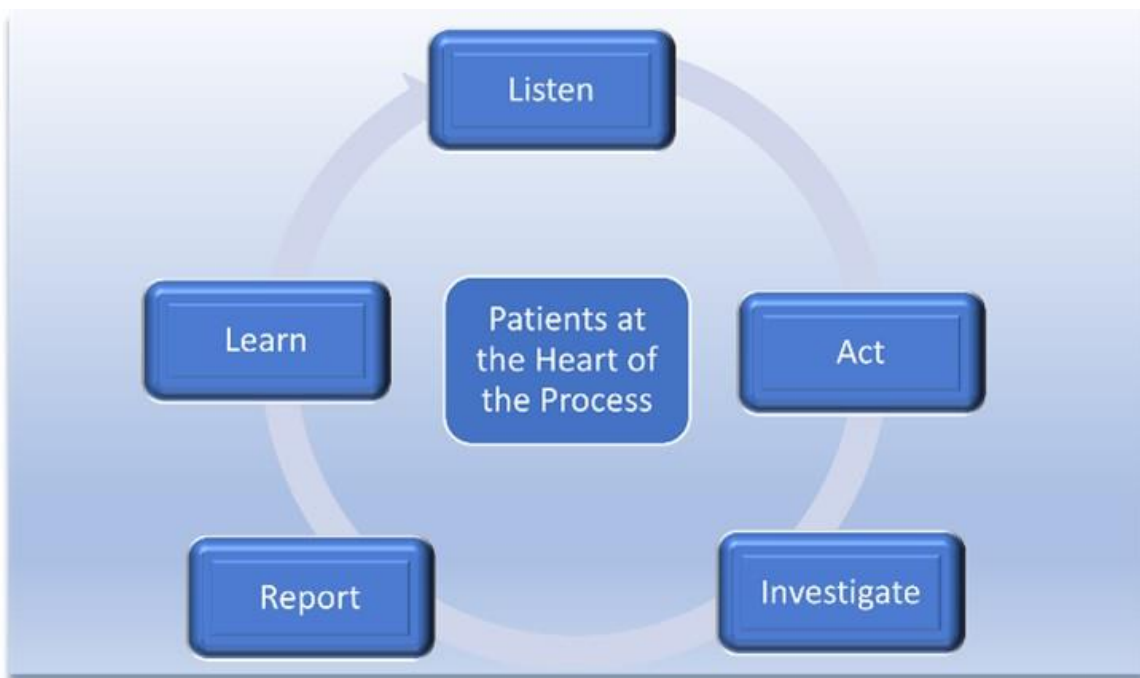 Listen
Act
Investigate
Report
Learn
Patients at
the Heart of
the Process